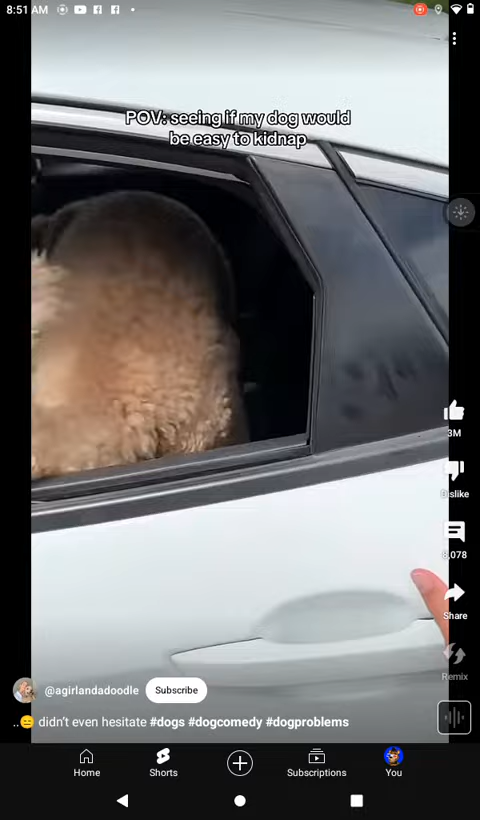 8:51 AM
POV: seeing if my dog would
be easy to kidnap
3M
Dislike
8,078
Share
Remix
@agirlandadoodle
Subscribe
..😑 didn't even hesitate #dogs #dogcomedy #dogproblems
Home
Shorts
Subscriptions
You